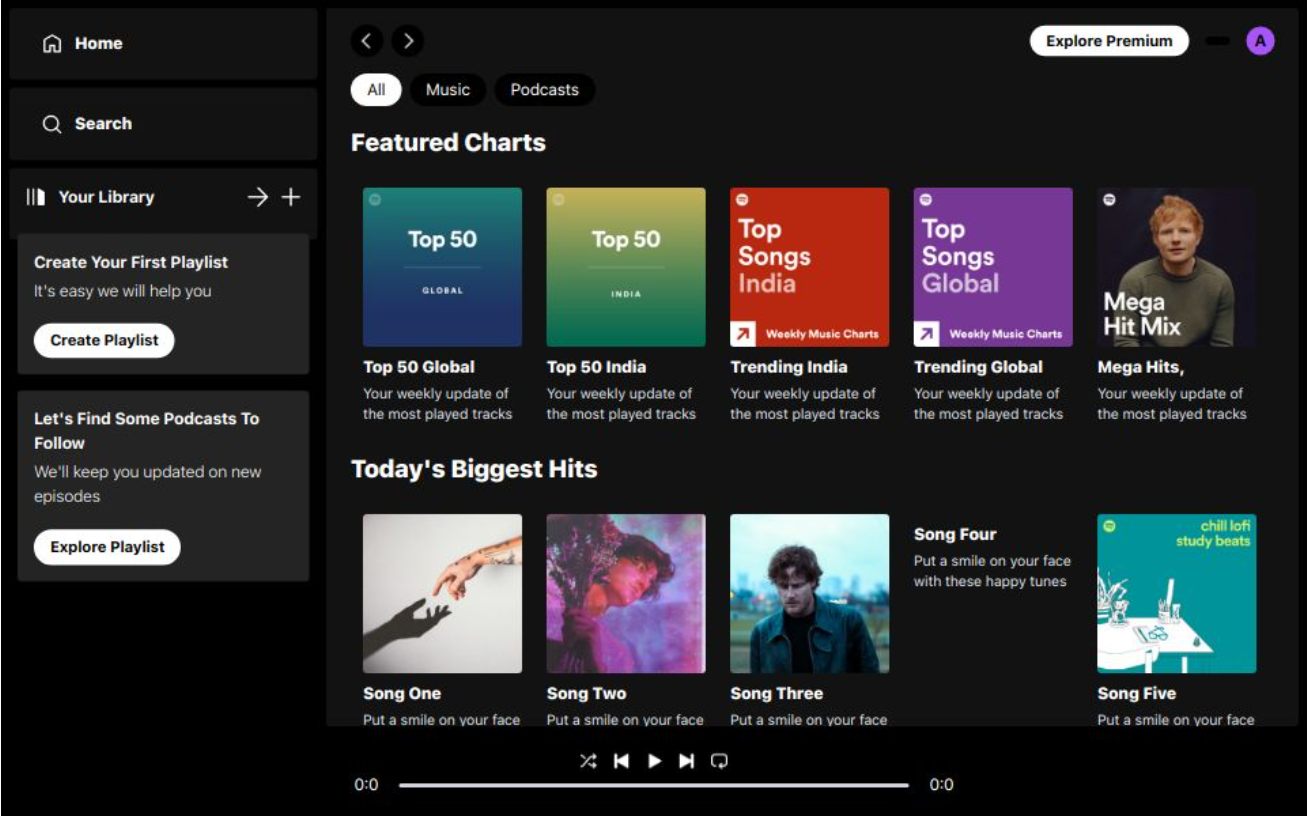 Home
Search
Your Library
Create Your First Playlist
It's easy we will help you
Create Playlist
Let's Find Some Podcasts To
Follow
We'll keep you updated on new
episodes
Explore Playlist
Explore Premium
A
All
Music
Podcasts
Featured Charts
Top 50
GLOBAL
Top 50 Global
Your weekly update of
the most played tracks
Top 50
INDIA
Top 50 India
Your weekly update of
the most played tracks
Top
Songs
India
Weekly Music Charts
Trending India
Your weekly update of
the most played tracks
Top
Songs
Global
Weekly Music Charts
Trending Global
Your weekly update of
the most played tracks
Mega
Hit Mix
Mega Hits,
Your weekly update of
the most played tracks
Today's Biggest Hits
Song One
Put a smile on your face
Song Two
Put a smile on your face
Song Three
Put a smile on your face
Song Four
Put a smile on your face
with these happy tunes
chill lofi
study beats
Song Five
Put a smile on your face
0:0
0:0